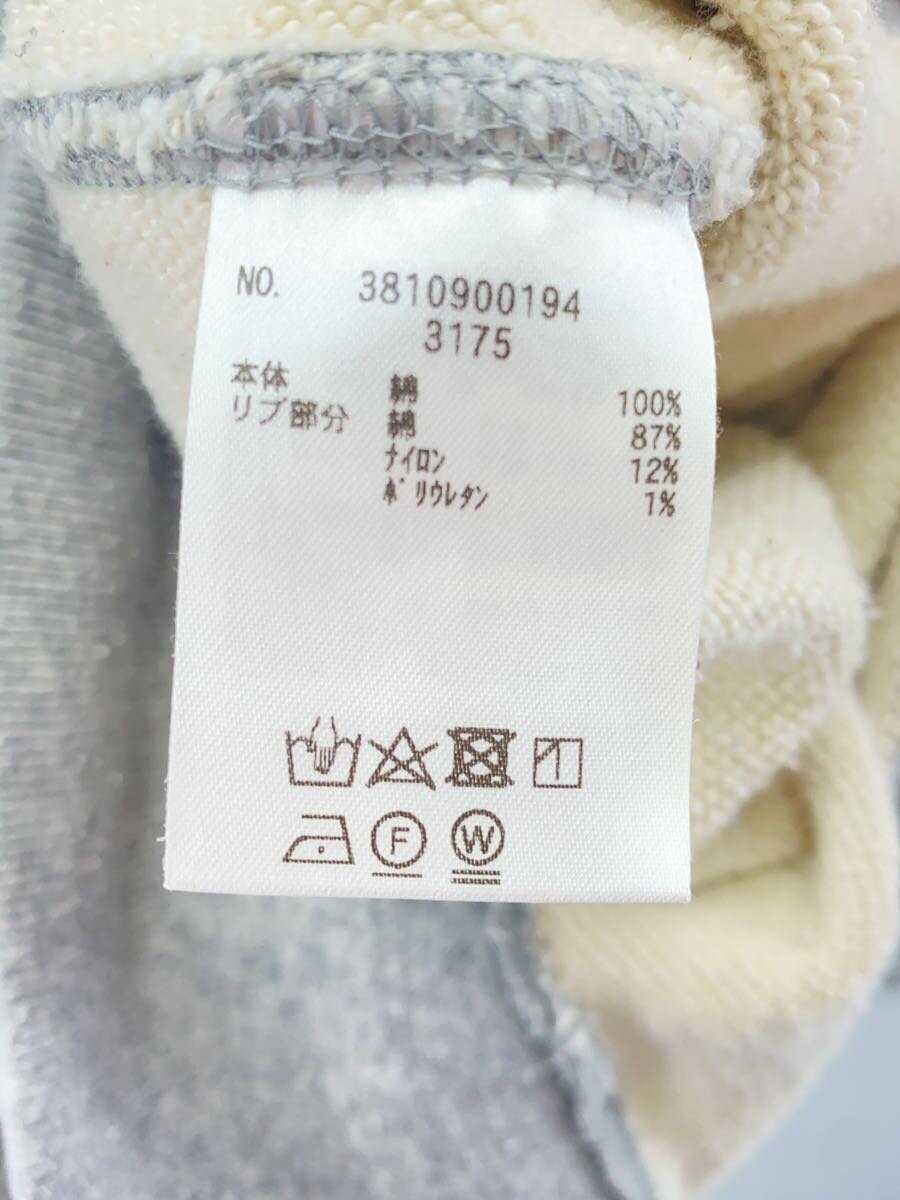 NO. 3810900194
3175
本体 綿 100%
リブ部分 綿 87%
ナイロン 12%
ポリウレタン 1%
F W